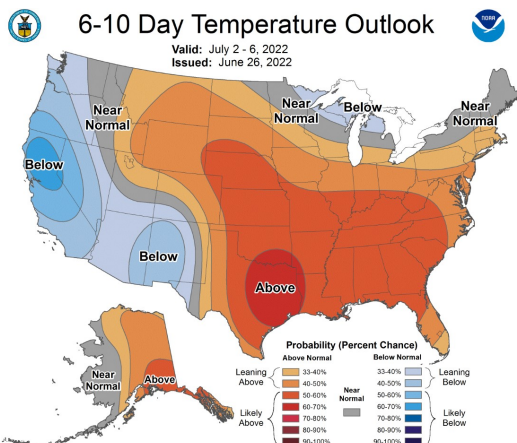 6-10 Day Temperature Outlook
NOAA
Valid: July 2 - 6, 2022
Issued: June 26, 2022
Near
Normal
Near
Normal
Below
Near
Normal
Below
Below
Above
Near
Normal
Above
Probability (Percent Chance)
Above Normal
Below Normal
Leaning
Above
33-40%
40-50%
Likely
Above
50-60%
60-70%
70-80%
80-90%
90-100%
Near
Normal
33-40%
40-50%
Leaning
Below
50-60%
60-70%
70-80%
80-90%
90-100%
Likely
Below